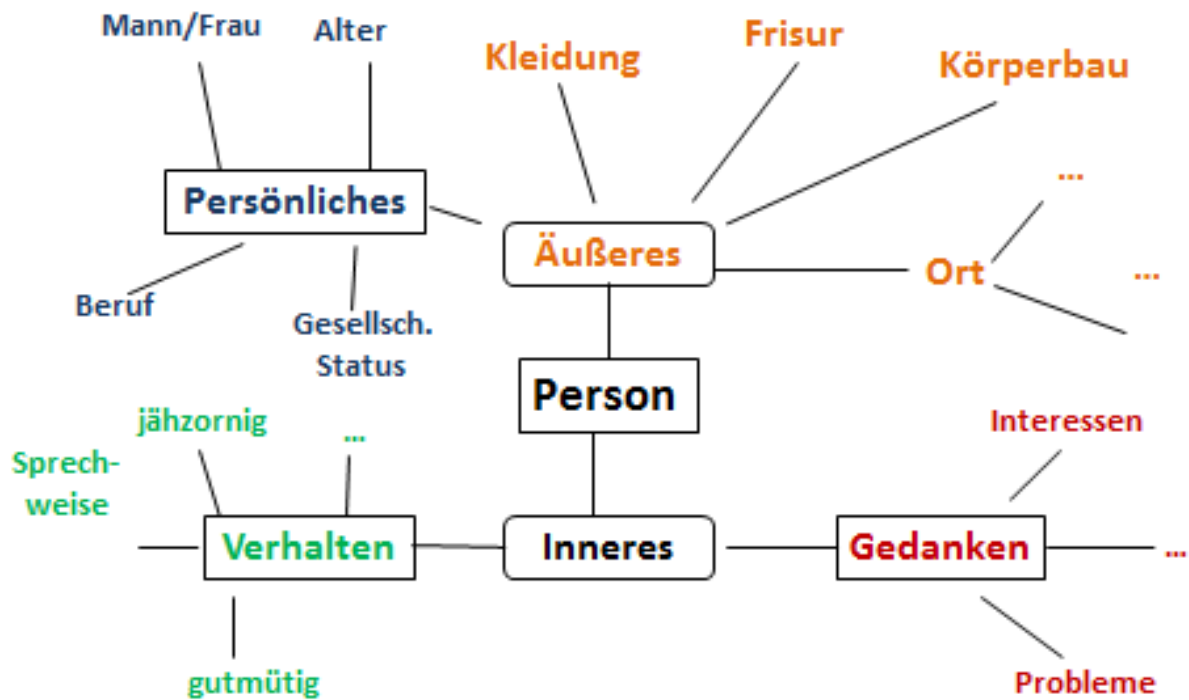 Mann/Frau
Alter
Kleidung
Frisur
Körperbau
...
Persönliches
Äußeres
Ort
...
Beruf
Gesellsch.
Status
Person
jähzornig
...
Interessen
Sprech-
weise
Verhalten
Inneres
Gedanken
...
gutmütig
Probleme